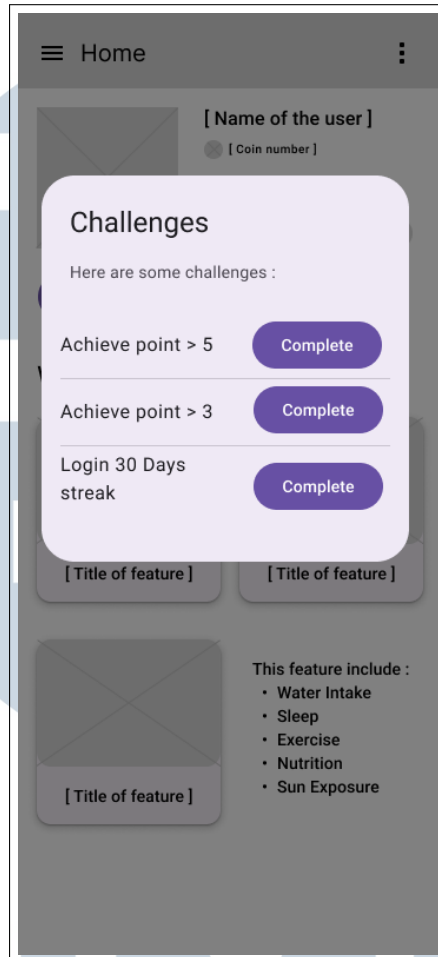 Home
[ Name of the user ]
[ Coin number ]
Challenges
Here are some challenges :
Achieve point > 5
Complete
Achieve point > 3
Complete
Login 30 Days
streak
Complete
[ Title of feature ]
[ Title of feature ]
This feature include :
• Water Intake
• Sleep
• Exercise
• Nutrition
• Sun Exposure
[ Title of feature ]